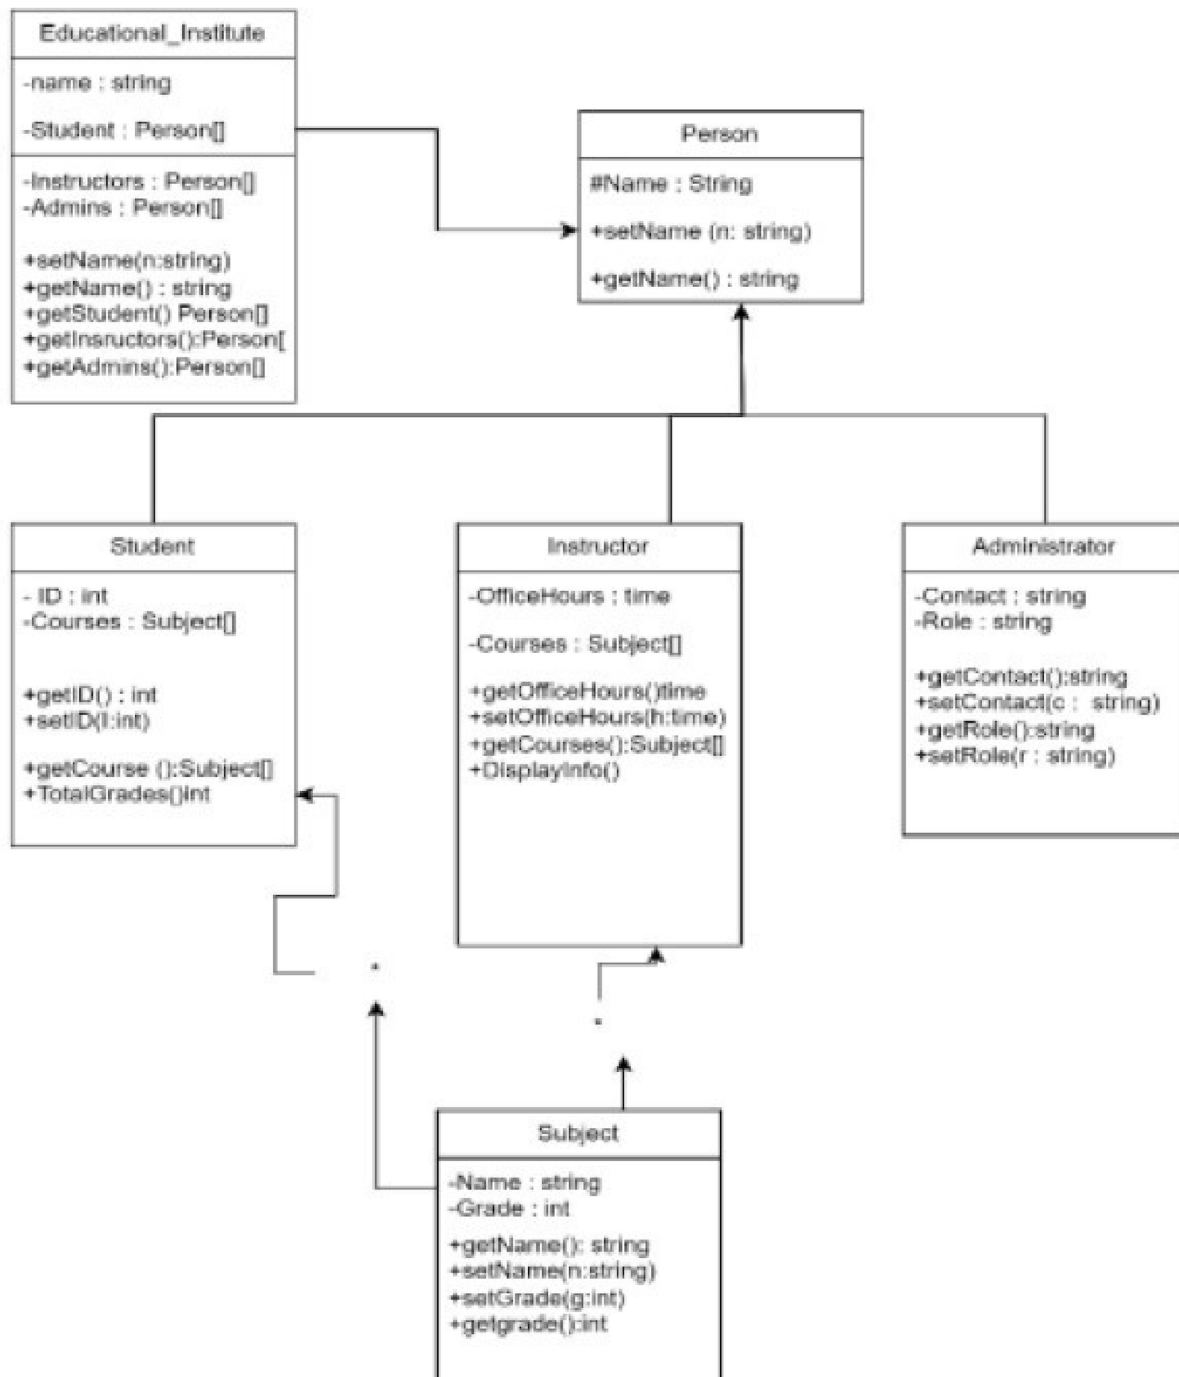 Educational_Institute
-name : string
-Student : Person[]
-Instructors : Person[]
-Admins : Person[]
+setName(n:string)
+getName() : string
+getStudent() Person[]
+getInsructors():Person[
+getAdmins():Person[]
Person
#Name : String
+setName (n: string)
+getName() : string
Student
- ID : int
-Courses : Subject[]
+getID() : int
+setID(I:int)
+getCourse ():Subject[]
+TotalGrades()int
Instructor
-OfficeHours : time
-Courses : Subject[]
+getOfficeHours()time
+setOfficeHours(h:time)
+getCourses():Subject[]
+DisplayInfo()
Administrator
-Contact : string
-Role : string
+getContact():string
+setContact(c : string)
+getRole():string
+setRole(r : string)
Subject
-Name : string
-Grade : int
+getName(): string
+setName(n:string)
+setGrade(g:int)
+getgrade():int